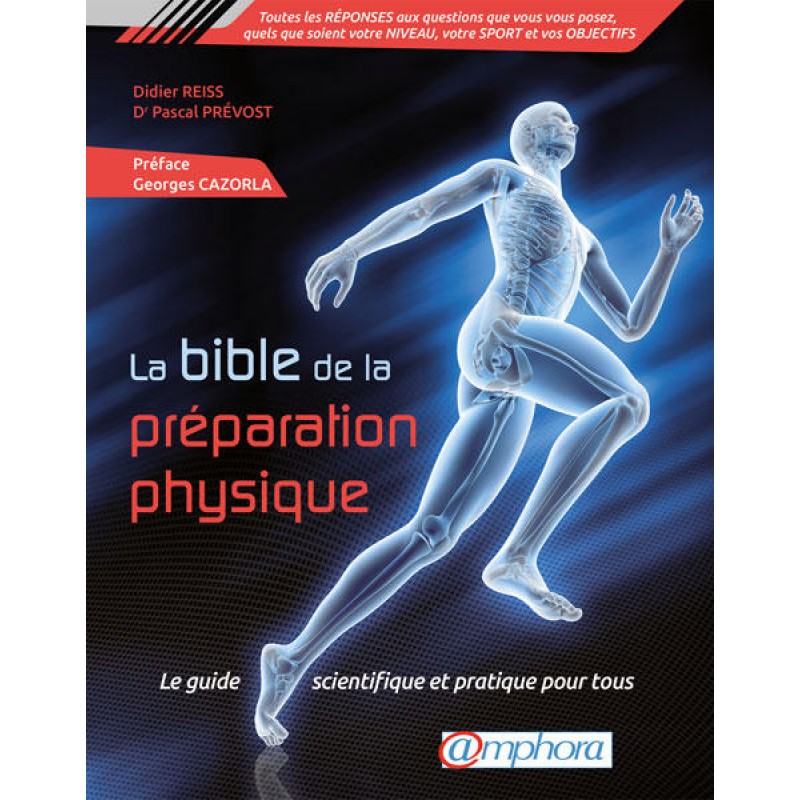 Toutes les RÉPONSES aux questions que vous vous posez,
quels que soient votre NIVEAU, votre SPORT et vos OBJECTIFS
Didier REISS
Dr Pascal PRÉVOST
Préface
Georges CAZORLA
La bible de la
préparation
physique
Le guide scientifique et pratique pour tous
@mphora